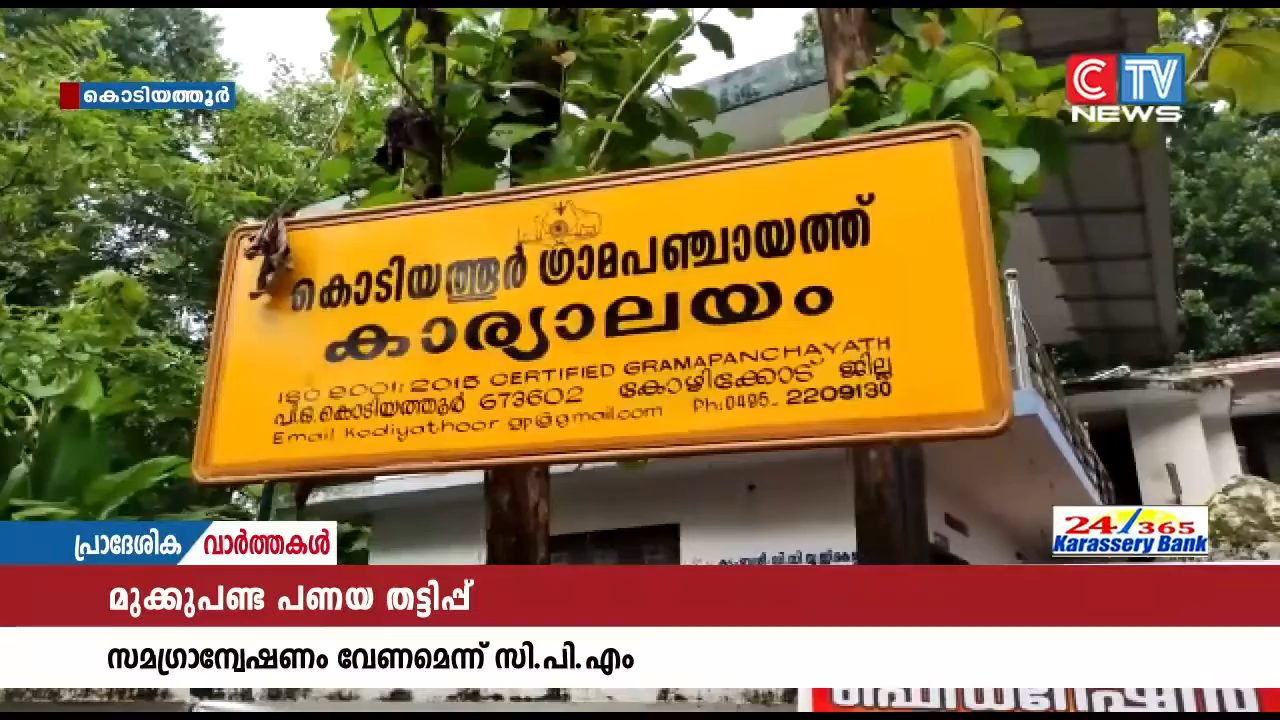 കൊടിയത്തൂർ
CTV
NEWS
കൊടിയത്തൂർ ഗ്രാമപഞ്ചായത്ത്
കാര്യാലയം
ISO 9001:2015 CERTIFIED GRAMAPANCHAYATH
പി.ഒ.കൊടിയത്തൂർ 673602 കോഴിക്കോട് ജില്ല
Email Kodiyathoor gp@gmail.com Ph:0495- 2209130
24/365
Karassery Bank
പ്രാദേശിക വാർത്തകൾ
മുക്കുപണ്ട പണയ തട്ടിപ്പ്
സമഗ്രാന്വേഷണം വേണമെന്ന് സി.പി.എം